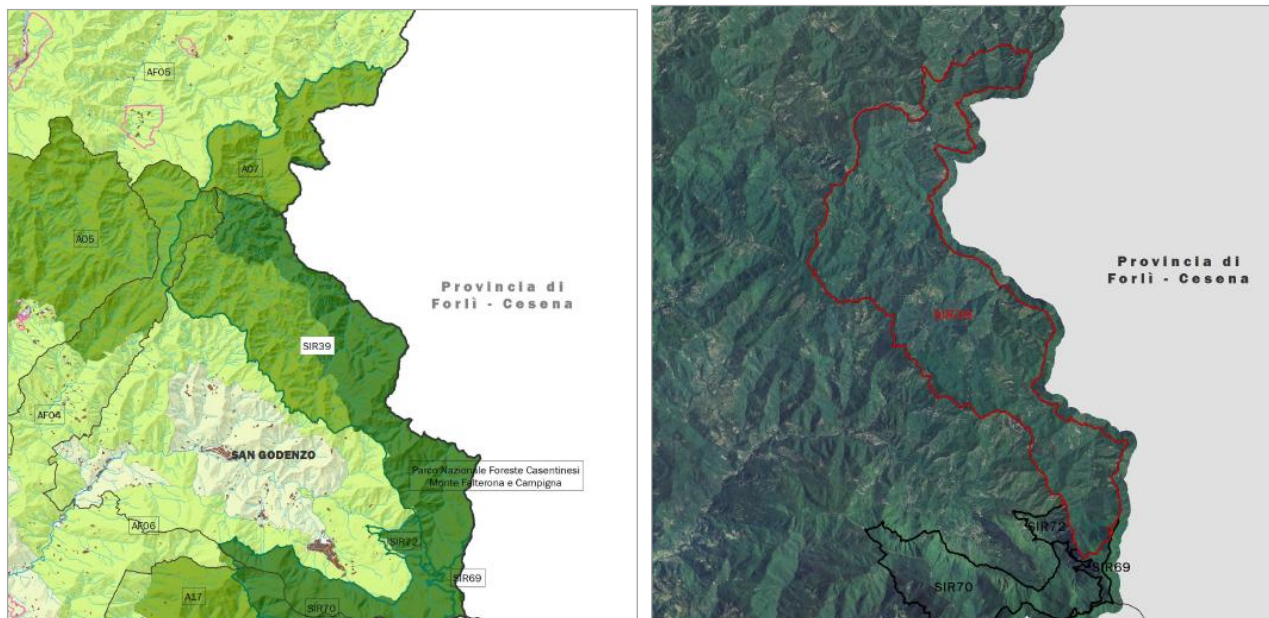 AF05
A07
A05
Provincia di
Forlì - Cesena
SIR39
AF04
SAN GODENZO
Parco Nazionale Foreste Casentinesi
Monte Falterona e Campigna
AF06
SIR72
SIR69
A17
SIR70
Provincia di
Forlì - Cesena
SIR39
SIR72
SIR69
SIR70